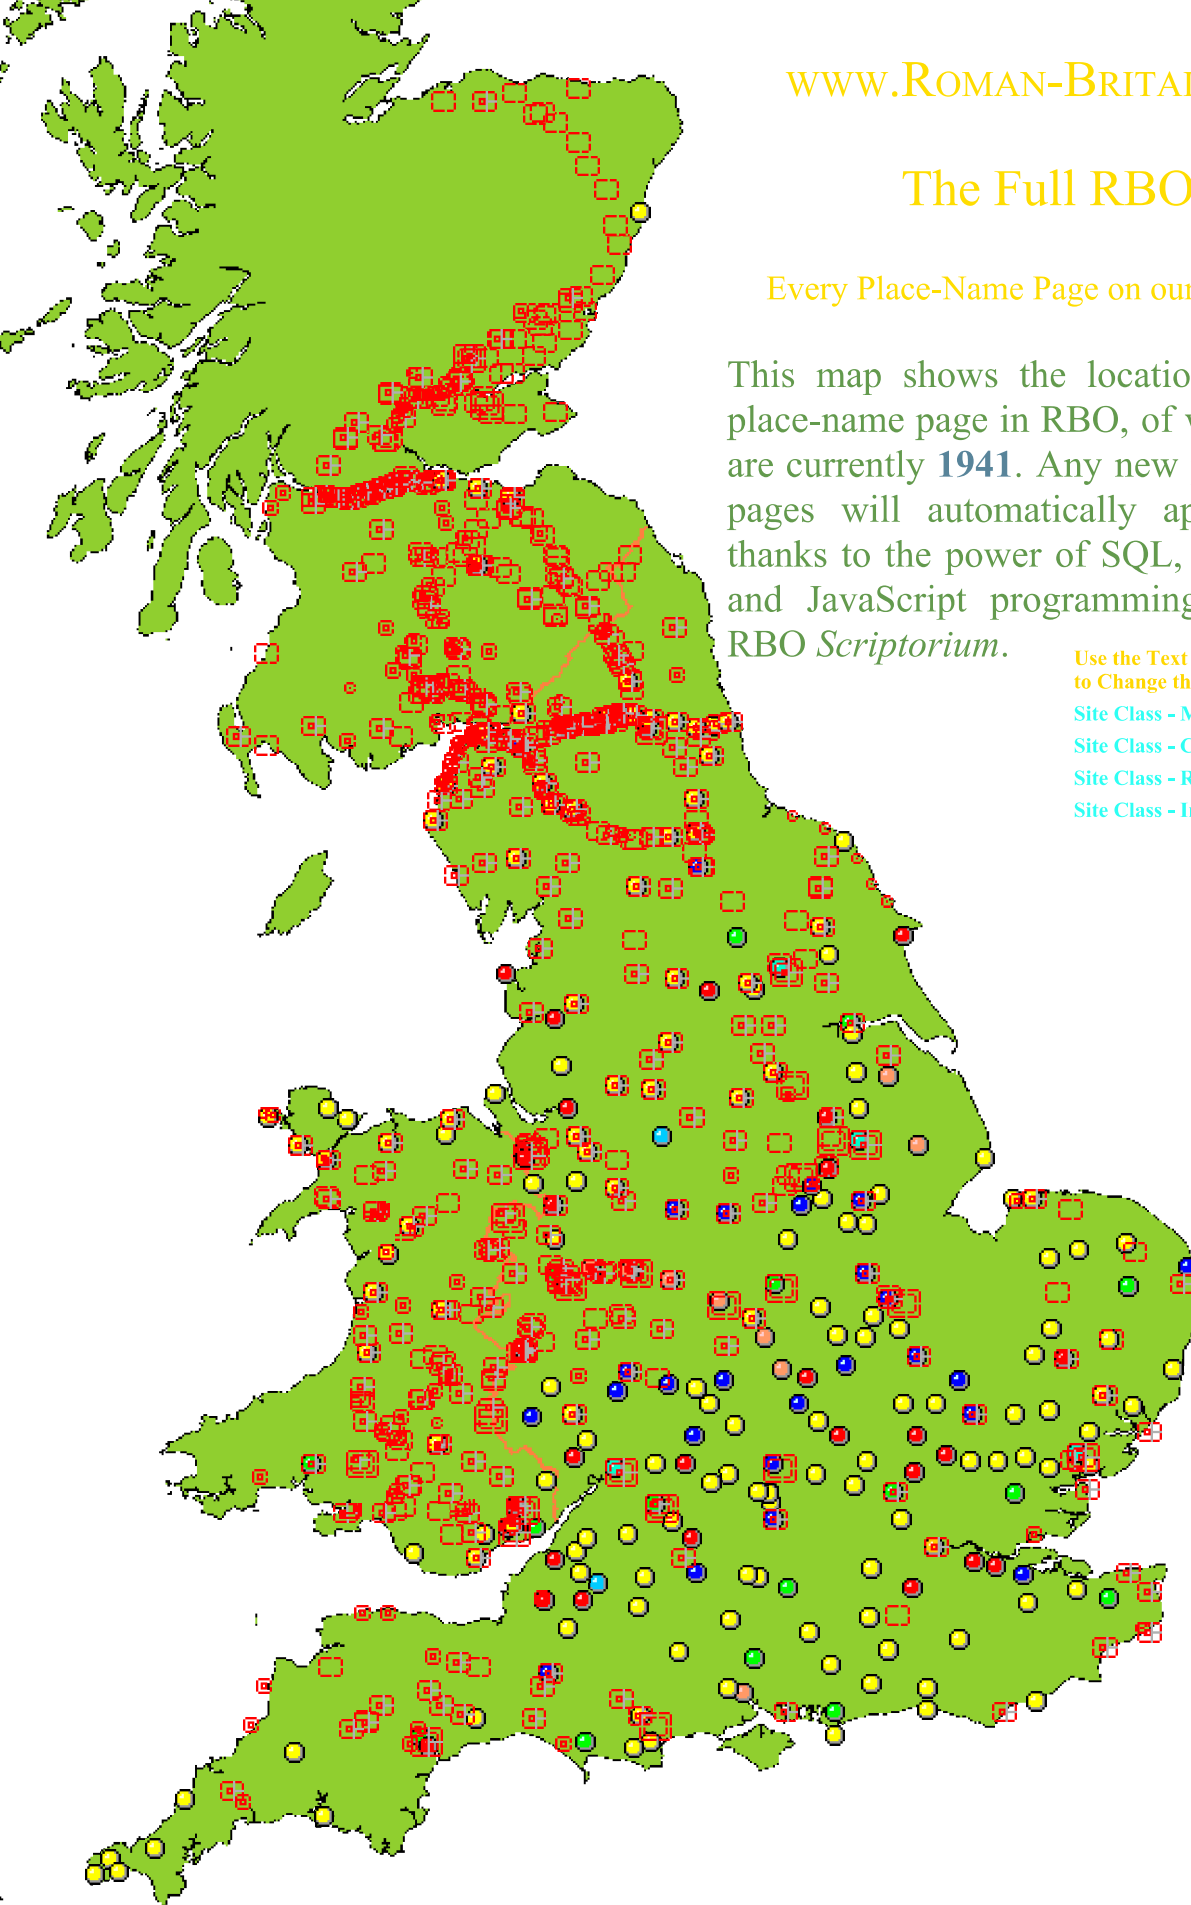 www.Roman-Britai
The Full RBO
Every Place-Name Page on our
This map shows the locatio
place-name page in RBO, of w
are currently 1941. Any new
pages will automatically ap
thanks to the power of SQL,
and JavaScript programming
RBO Scriptorium.
Use the Text
to Change th
Site Class - M
Site Class - C
Site Class - R
Site Class - In